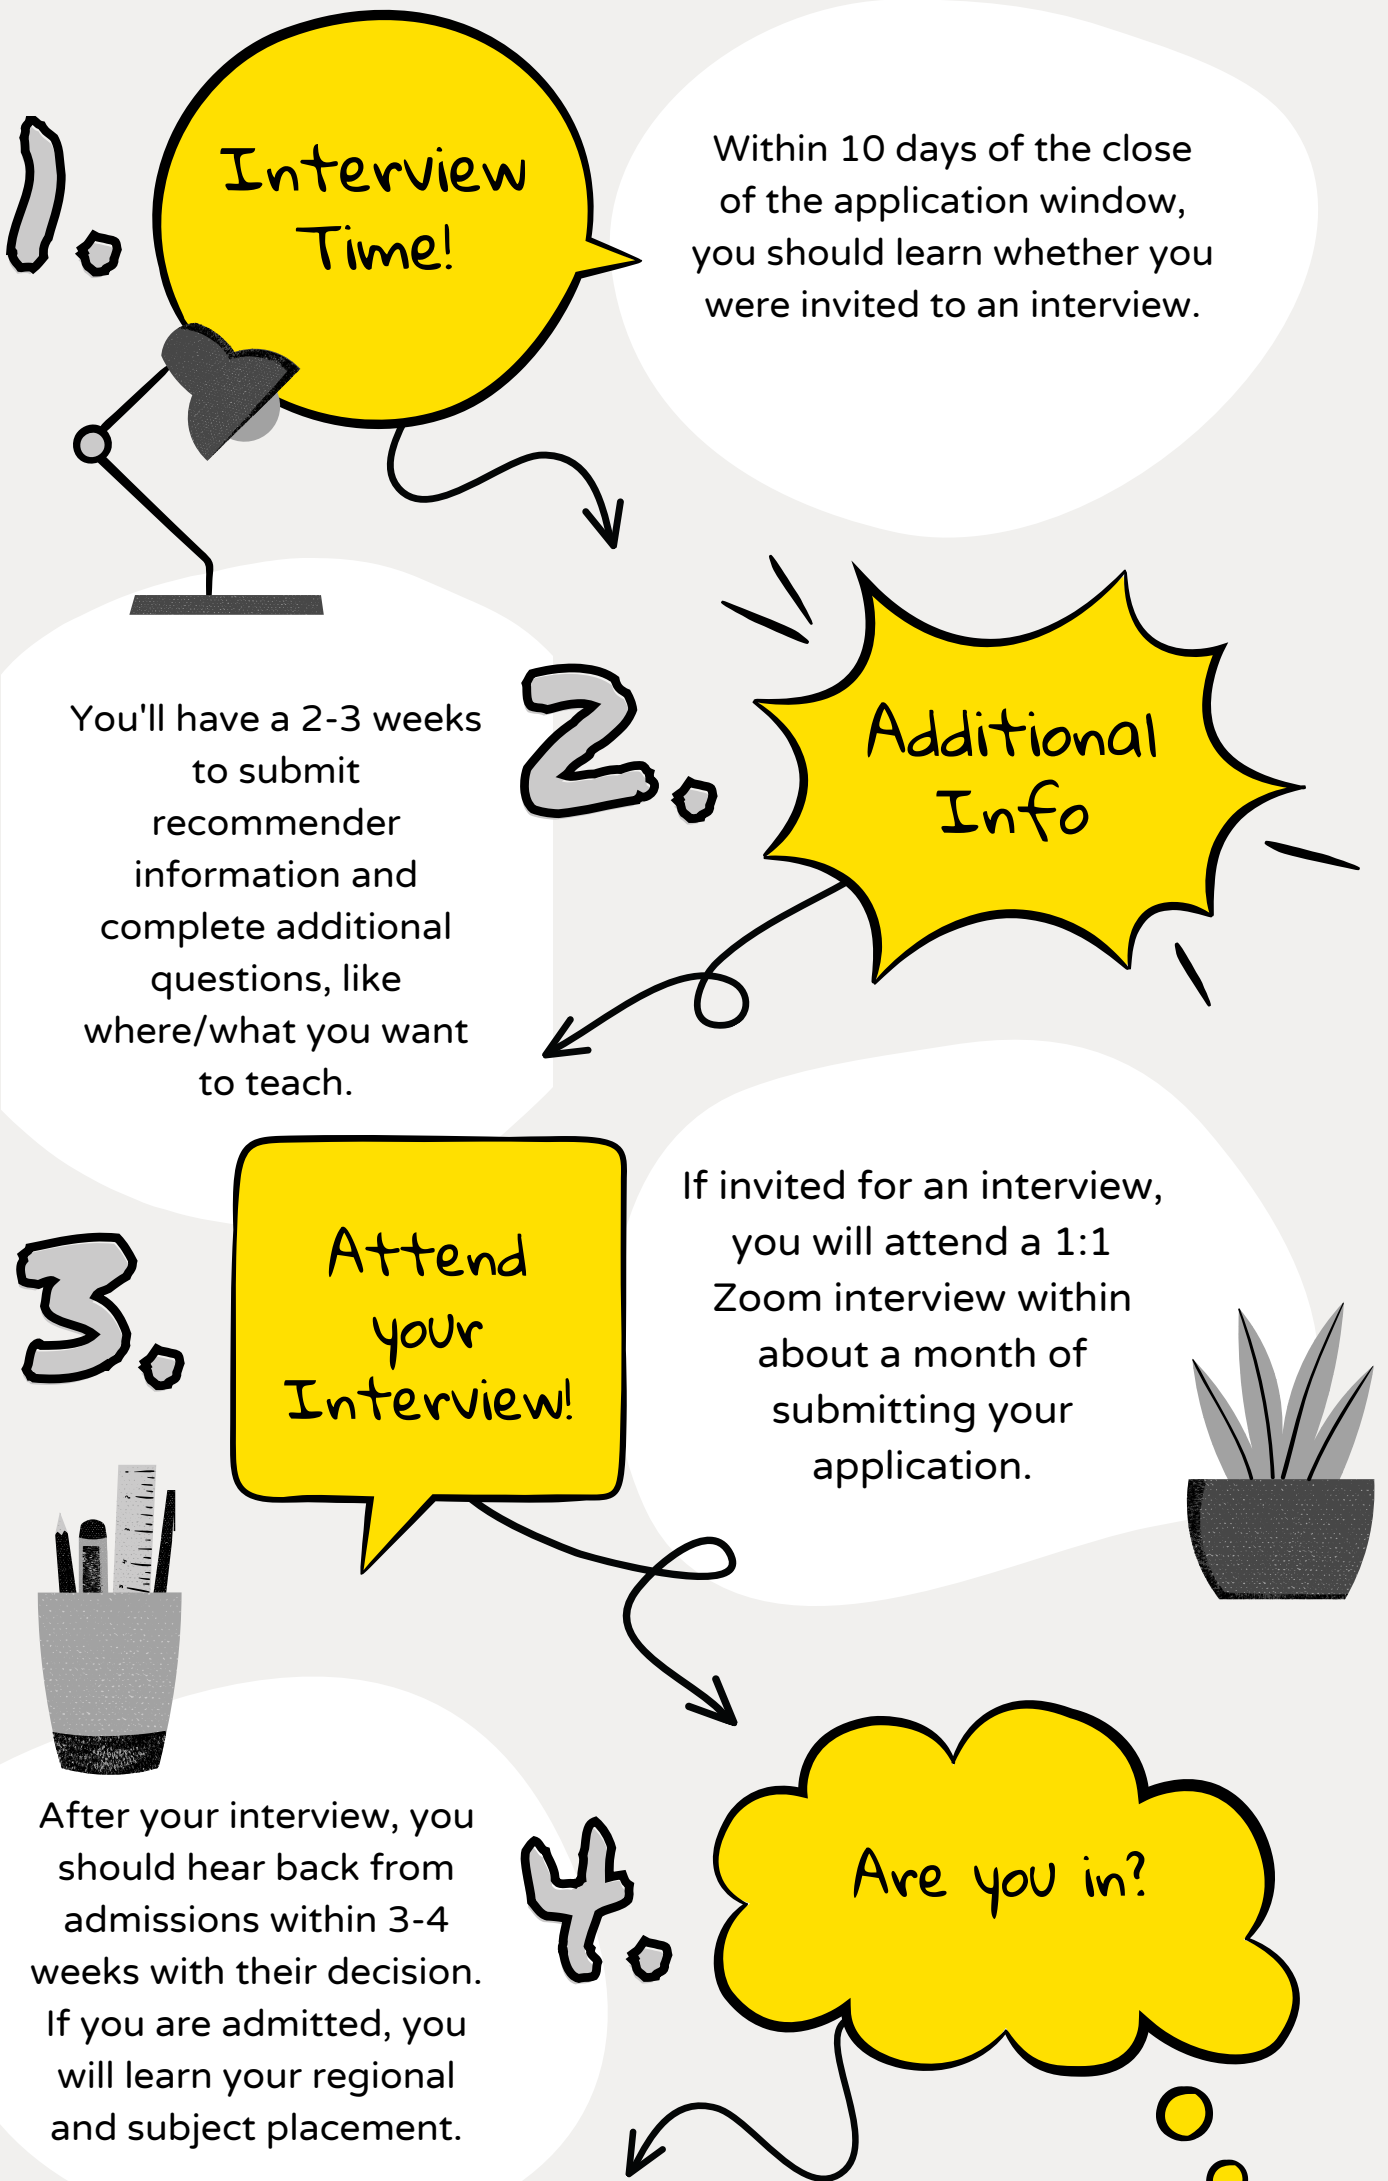 1.
Interview
Time!
Within 10 days of the close
of the application window,
you should learn whether you
were invited to an interview.
2.
Additional
Info
You'll have a 2-3 weeks
to submit
recommender
information and
complete additional
questions, like
where/what you want
to teach.
3.
Attend
your
Interview!
If invited for an interview,
you will attend a 1:1
Zoom interview within
about a month of
submitting your
application.
4.
Are you in?
After your interview, you
should hear back from
admissions within 3-4
weeks with their decision.
If you are admitted, you
will learn your regional
and subject placement.